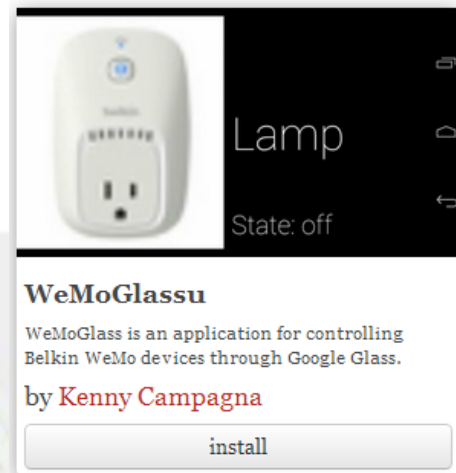 belkin
Lamp
State: off
WeMoGlassu
WeMoGlass is an application for controlling
Belkin WeMo devices through Google Glass.
by Kenny Campagna
install